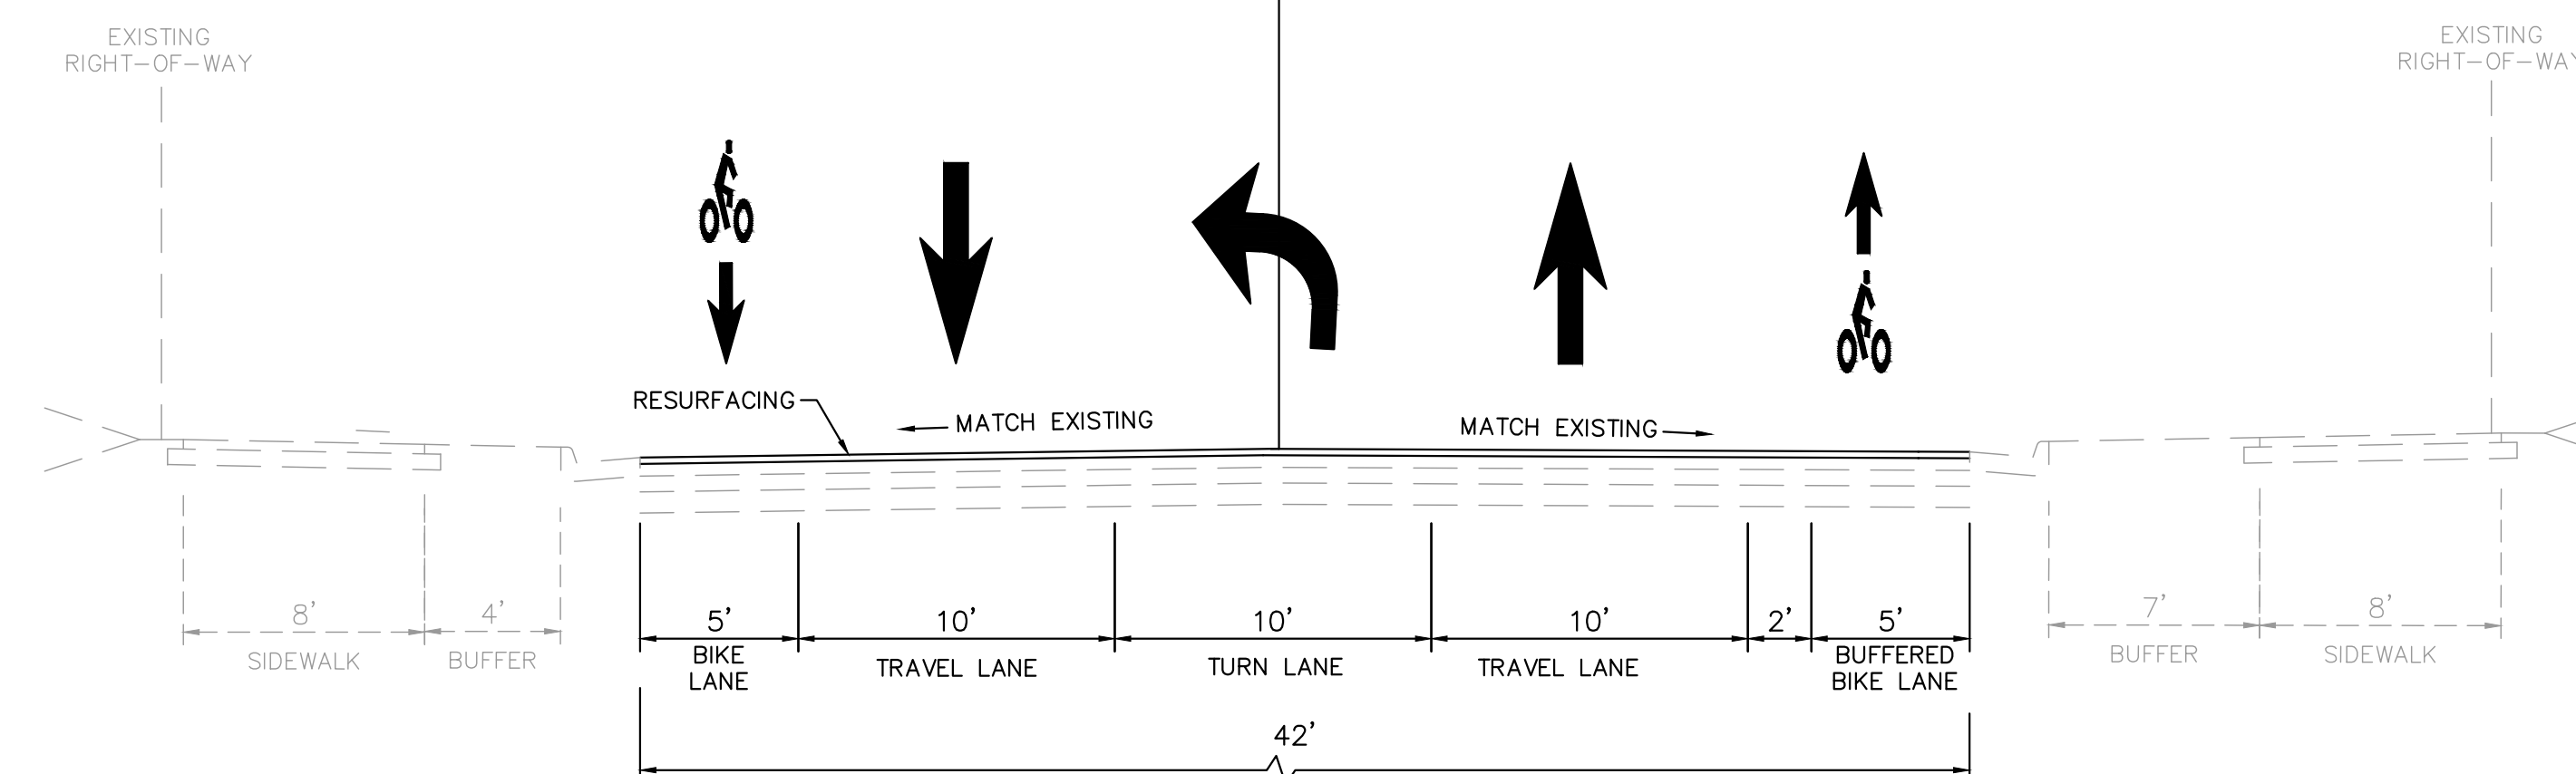 EXISTING
RIGHT-OF-WAY
EXISTING
RIGHT-OF-WAY
RESURFACING
MATCH EXISTING
MATCH EXISTING
8' 4' 5' 10' 10' 10' 2' 5' 7' 8'
SIDEWALK BUFFER BIKE LANE TRAVEL LANE TURN LANE TRAVEL LANE BUFFERED BIKE LANE BUFFER SIDEWALK
42'